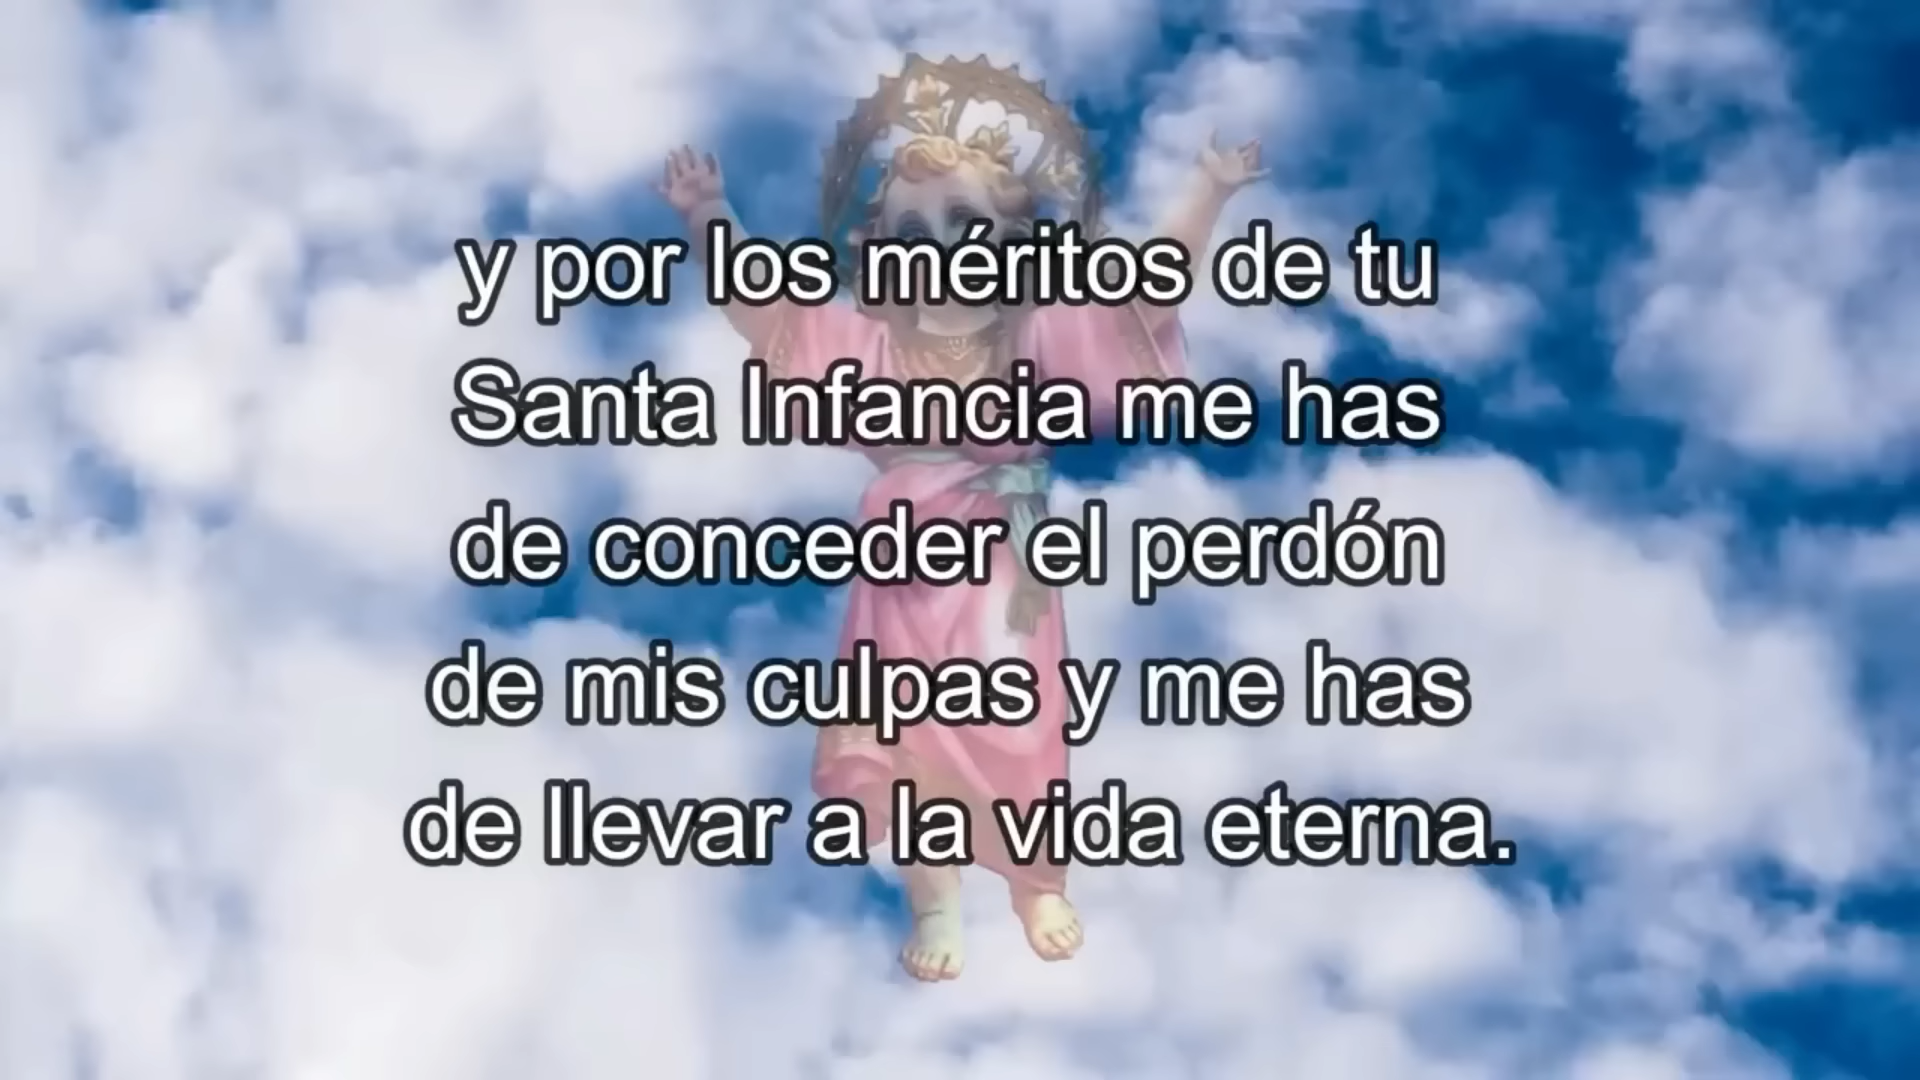 y por los méritos de tu
Santa Infancia me has
de conceder el perdón
de mis culpas y me has
de llevar a la vida eterna.